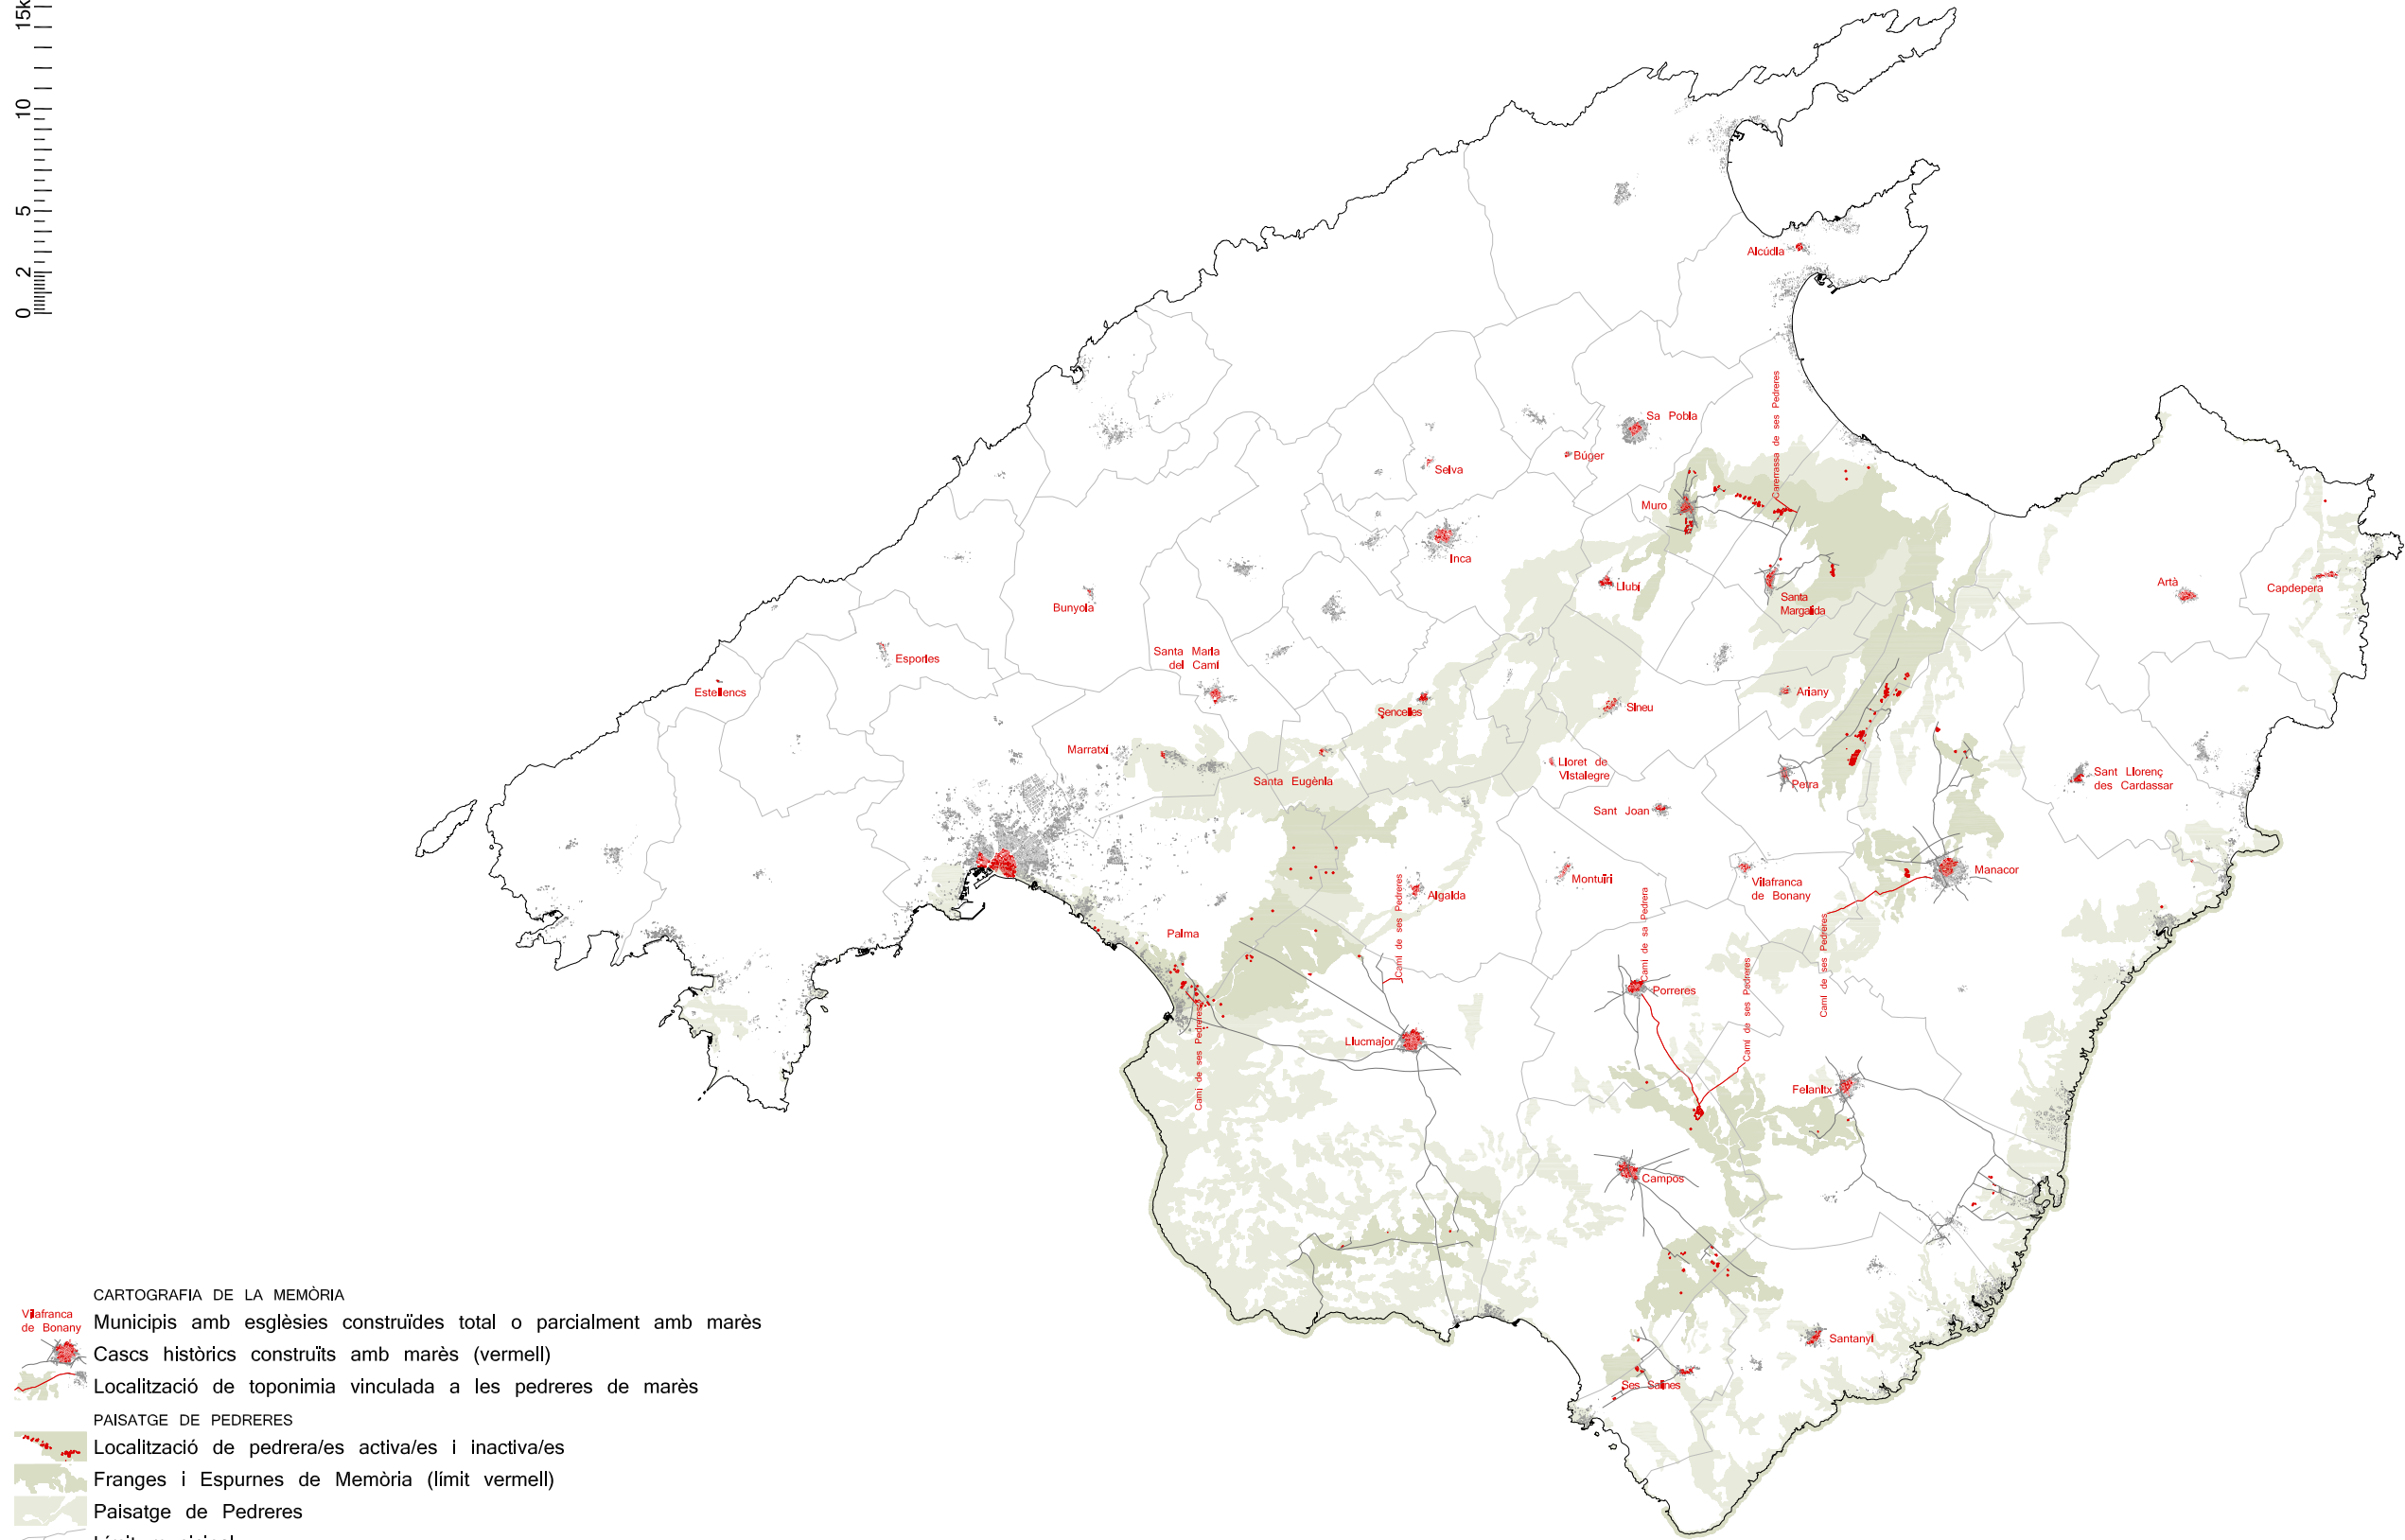 15k
10
5
2
0
Alcúdia
Sa Pobla
Carerrassa de ses Pedreres
Búger
Selva
Muro
Inca
Llubí
Santa
Margalida
Artà
Capdepera
Bunyola
Esporles
Estellencs
Santa Maria
del Camí
Sencelles
Sineu
Ariany
Marratxí
Santa Eugènia
Lloret de
Vistalegre
Petra
Sant Llorenç
des Cardassar
Sant Joan
Montuïri
Vilafranca
de Bonany
Manacor
Algaida
Camí de ses Pedreres
Camí de sa Pedrera
Camí de ses Pedreres
Camí de ses Pedreres
Palma
Porreres
Llucmajor
Camí de ses Pedreres
Felanitx
Campos
Santanyí
Ses Salines
CARTOGRAFIA DE LA MEMÒRIA
Vilafranca
de Bonany
Municipis amb esglèsies construïdes total o parcialment amb marès
Cascs històrics construïts amb marès (vermell)
Localització de toponimia vinculada a les pedreres de marès
PAISATGE DE PEDRERES
Localització de pedrera/es activa/es i inactiva/es
Franges i Espurnes de Memòria (límit vermell)
Paisatge de Pedreres